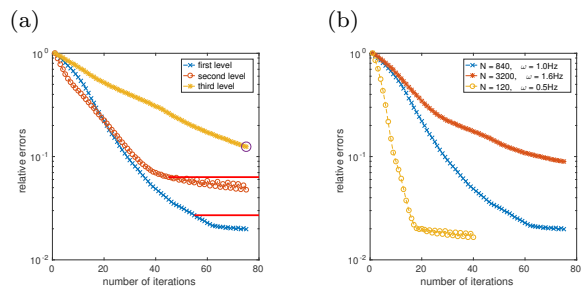 (a)
10^0
10^-1
10^-2
relative errors
0
20
40
60
80
number of iterations
first level
second level
third level
(b)
10^0
10^-1
10^-2
relative errors
0
20
40
60
80
number of iterations
N = 840, ω = 1.0Hz
N = 3200, ω = 1.6Hz
N = 120, ω = 0.5Hz